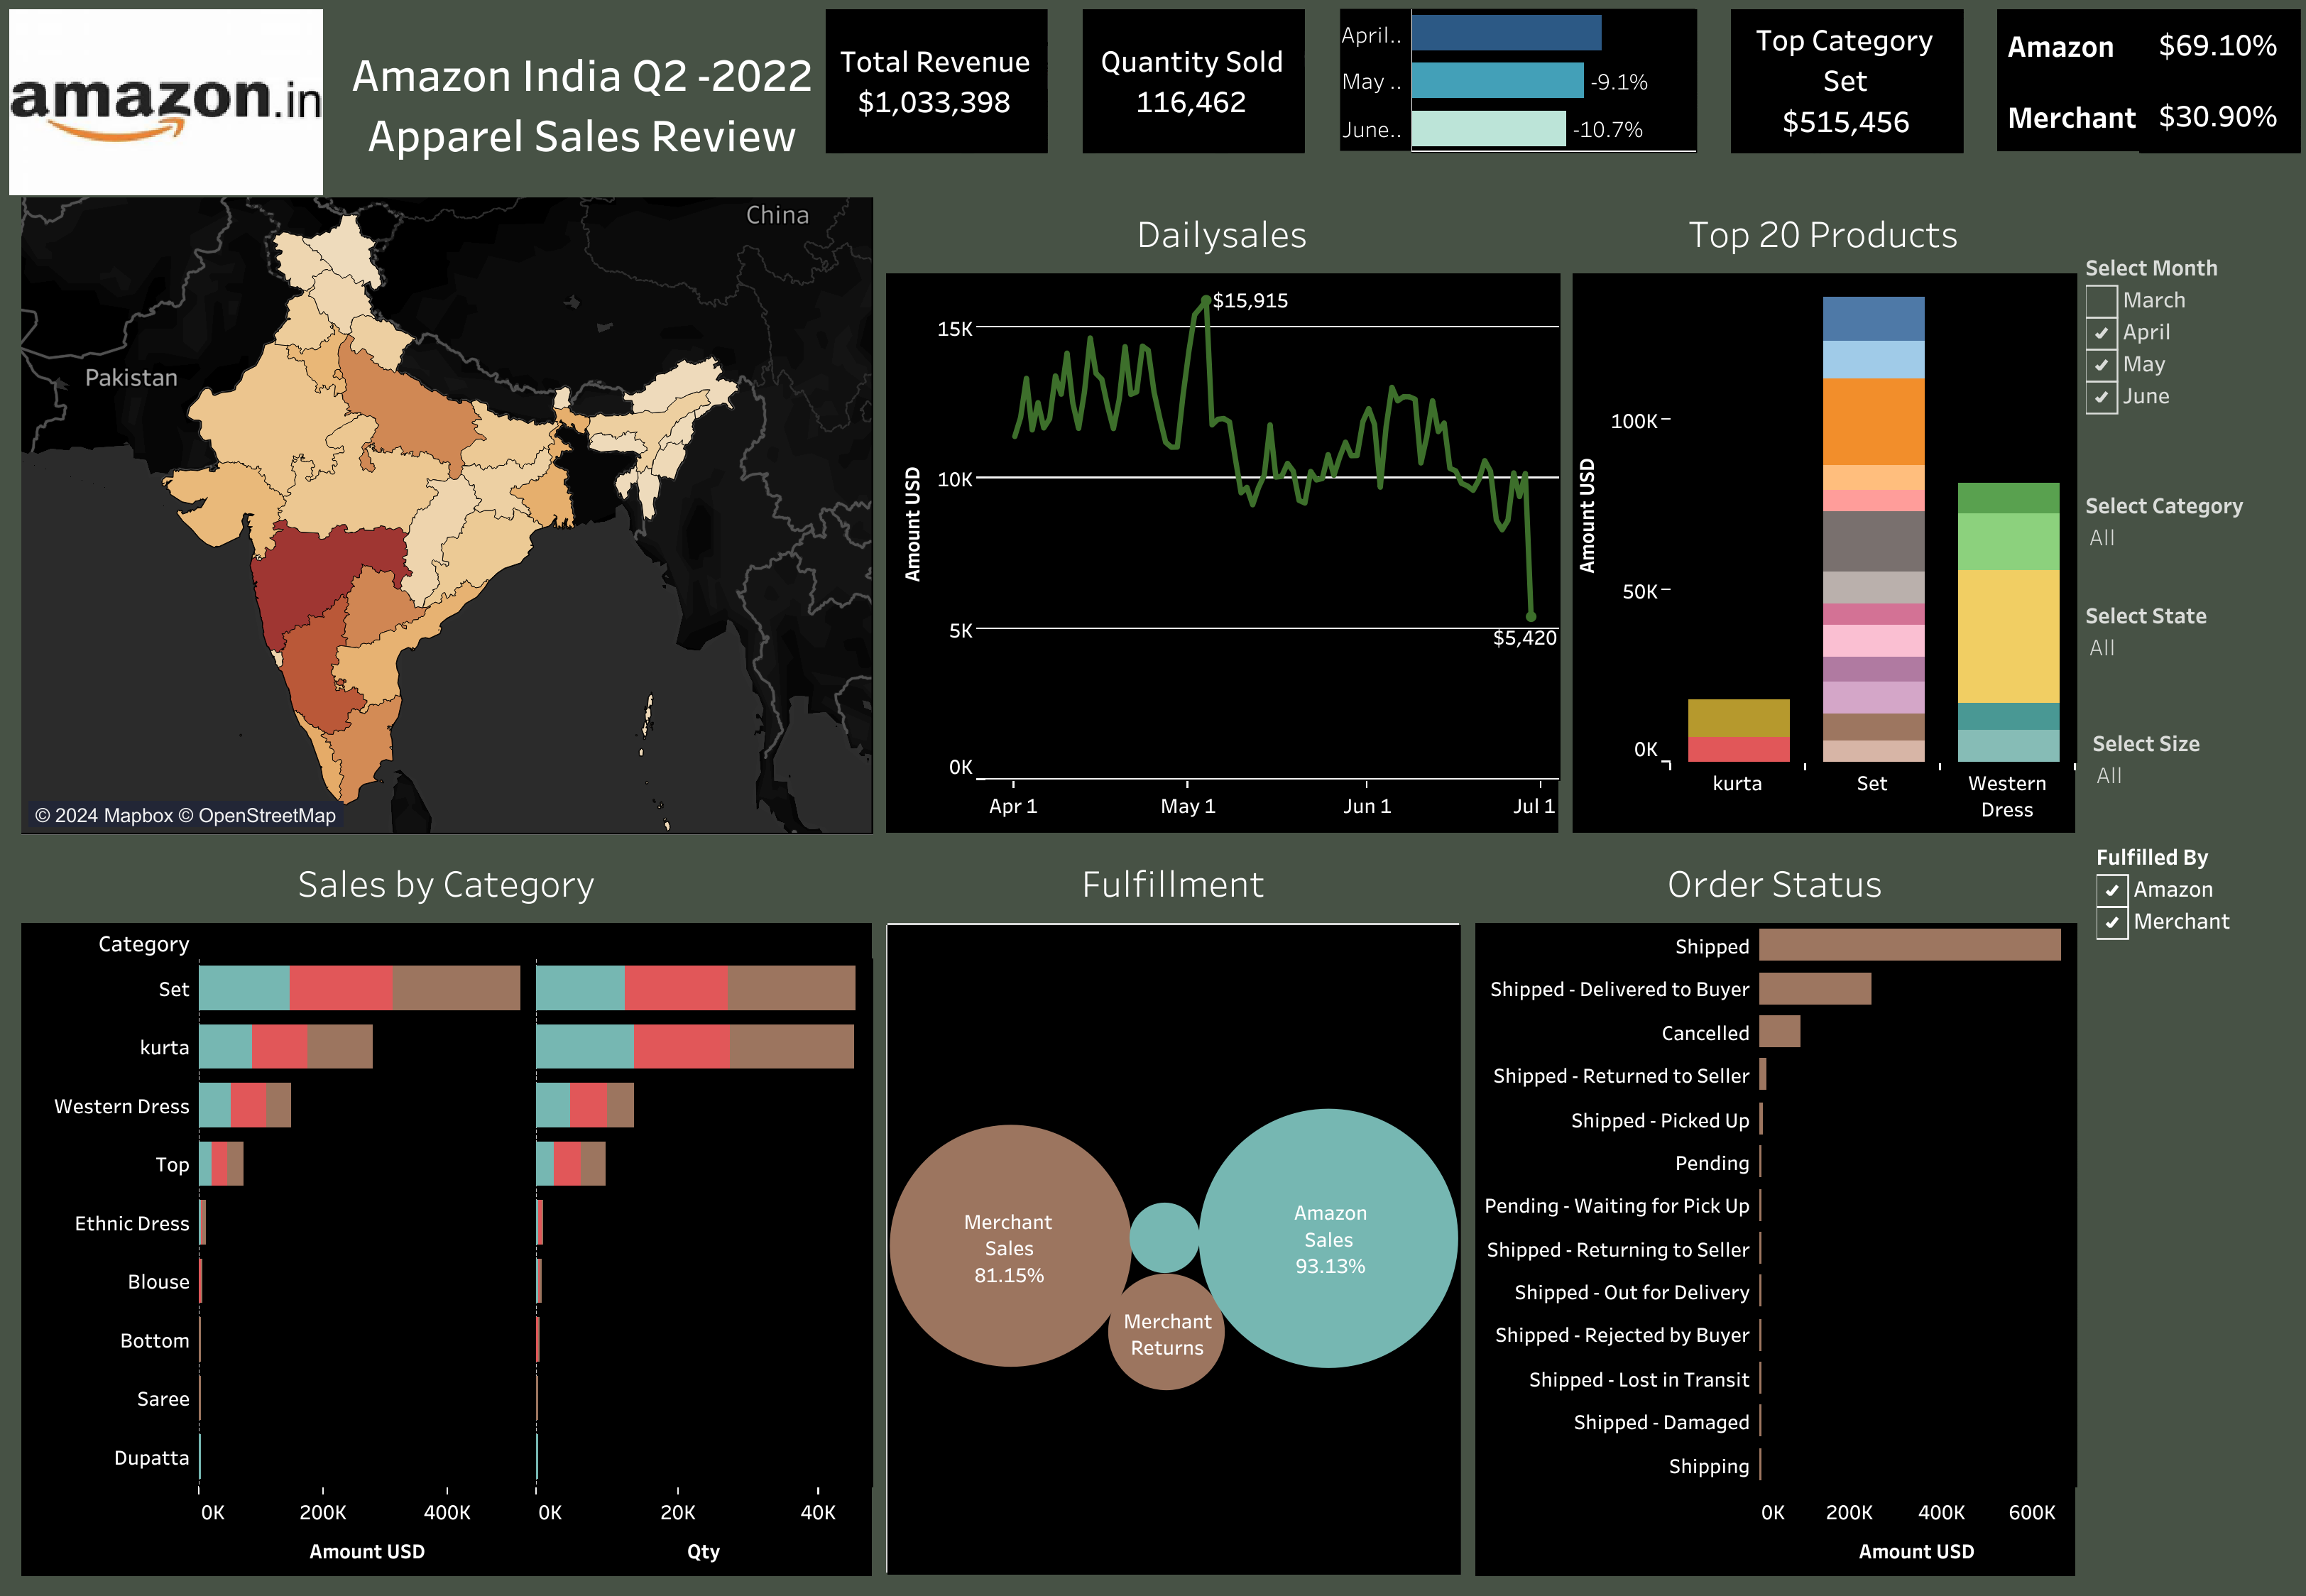 amazon.in
Amazon India Q2 -2022
Apparel Sales Review
Total Revenue
$1,033,398
Quantity Sold
116,462
April..
May ..
-9.1%
June..
-10.7%
Top Category
Set
$515,456
Amazon $69.10%
Merchant $30.90%
China
Pakistan
© 2024 Mapbox © OpenStreetMap
Dailysales
Amount USD
15K
10K
5K
0K
$15,915
$5,420
Apr 1
May 1
Jun 1
Jul 1
Top 20 Products
Amount USD
100K
50K
0K
kurta
Set
Western
Dress
Select Month
March
April
May
June
Select Category
All
Select State
All
Select Size
All
Fulfilled By
Amazon
Merchant
Sales by Category
Category
Set
kurta
Western Dress
Top
Ethnic Dress
Blouse
Bottom
Saree
Dupatta
0K
200K
400K
0K
20K
40K
Amount USD
Qty
Fulfillment
Merchant
Sales
81.15%
Amazon
Sales
93.13%
Merchant
Returns
Order Status
Shipped
Shipped - Delivered to Buyer
Cancelled
Shipped - Returned to Seller
Shipped - Picked Up
Pending
Pending - Waiting for Pick Up
Shipped - Returning to Seller
Shipped - Out for Delivery
Shipped - Rejected by Buyer
Shipped - Lost in Transit
Shipped - Damaged
Shipping
0K
200K
400K
600K
Amount USD